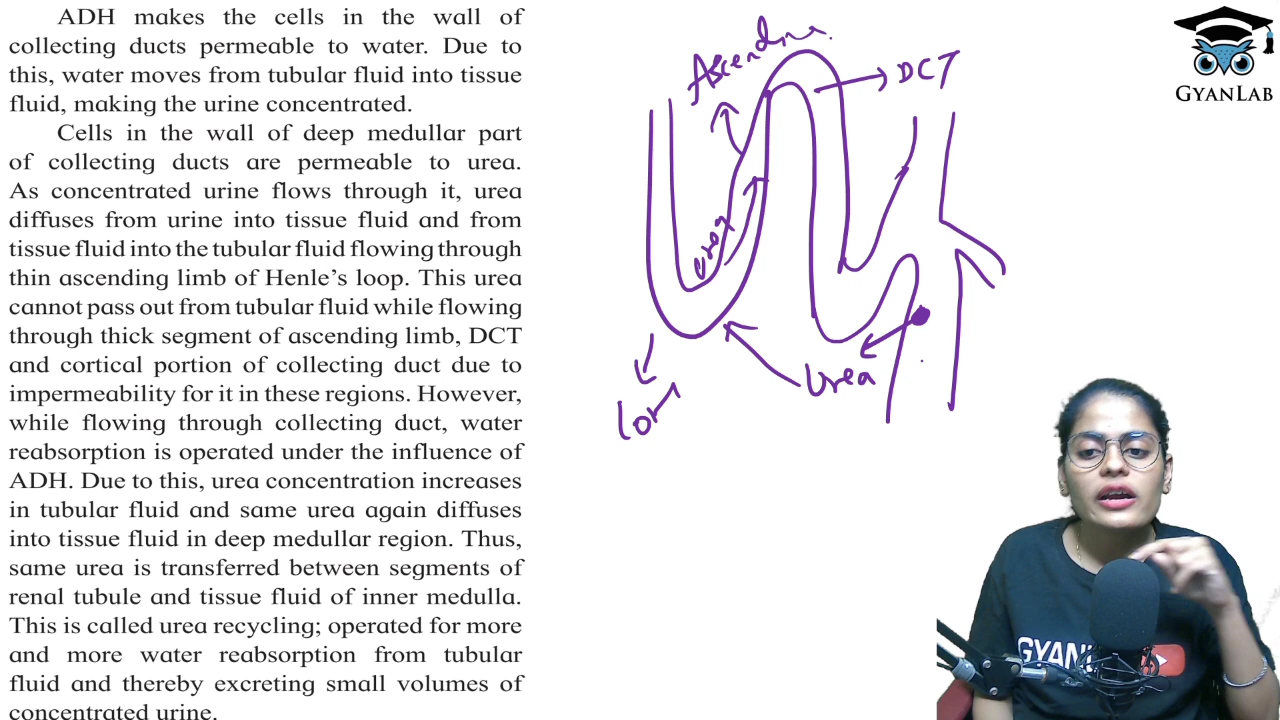 ADH makes the cells in the wall of
collecting ducts permeable to water. Due to
this, water moves from tubular fluid into tissue
fluid, making the urine concentrated.
Cells in the wall of deep medullar part
of collecting ducts are permeable to urea.
As concentrated urine flows through it, urea
diffuses from urine into tissue fluid and from
tissue fluid into the tubular fluid flowing through
thin ascending limb of Henle’s loop. This urea
cannot pass out from tubular fluid while flowing
through thick segment of ascending limb, DCT
and cortical portion of collecting duct due to
impermeability for it in these regions. However,
while flowing through collecting duct, water
reabsorption is operated under the influence of
ADH. Due to this, urea concentration increases
in tubular fluid and same urea again diffuses
into tissue fluid in deep medullar region. Thus,
same urea is transferred between segments of
renal tubule and tissue fluid of inner medulla.
This is called urea recycling; operated for more
and more water reabsorption from tubular
fluid and thereby excreting small volumes of
concentrated urine.
Ascending
DCT
Urea
GYANLAB
GYAN